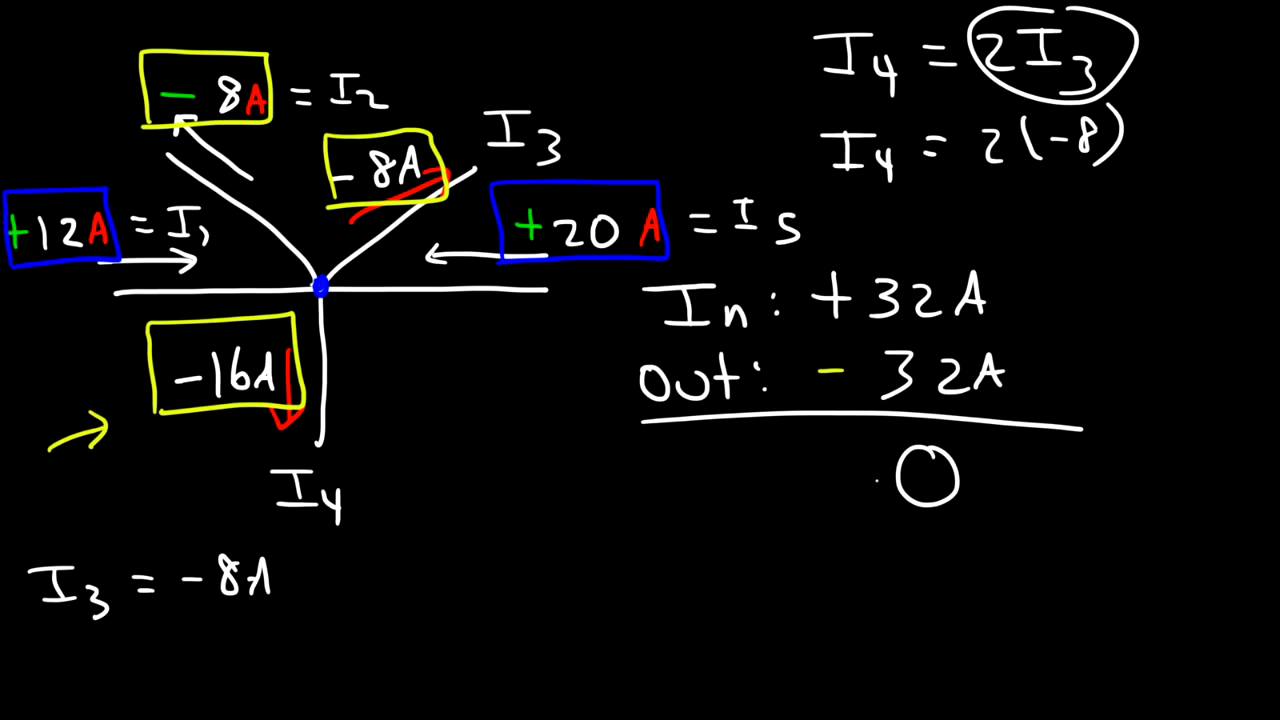 - 8A = I2
I3
- 8A
+12A = I1
+20 A = I5
-16A
I4
I3 = -8A
I4 = 2I3
I4 = 2(-8)
In: +32A
Out: - 32A
0